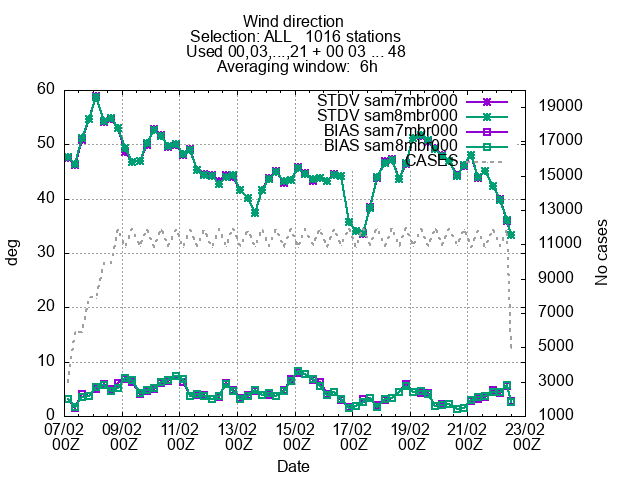 Wind direction
Selection: ALL   1016 stations
Used 00,03,...,21 + 00 03 ... 48
Averaging window:  6h
60
50
40
30
20
10
0
deg
STDV sam7mbr000
STDV sam8mbr000
BIAS sam7mbr000
BIAS sam8mbr000
CASES
19000
17000
15000
13000
11000
9000
7000
5000
3000
1000
No cases
07/02 09/02 11/02 13/02 15/02 17/02 19/02 21/02 23/02
00Z 00Z 00Z 00Z 00Z 00Z 00Z 00Z 00Z
Date